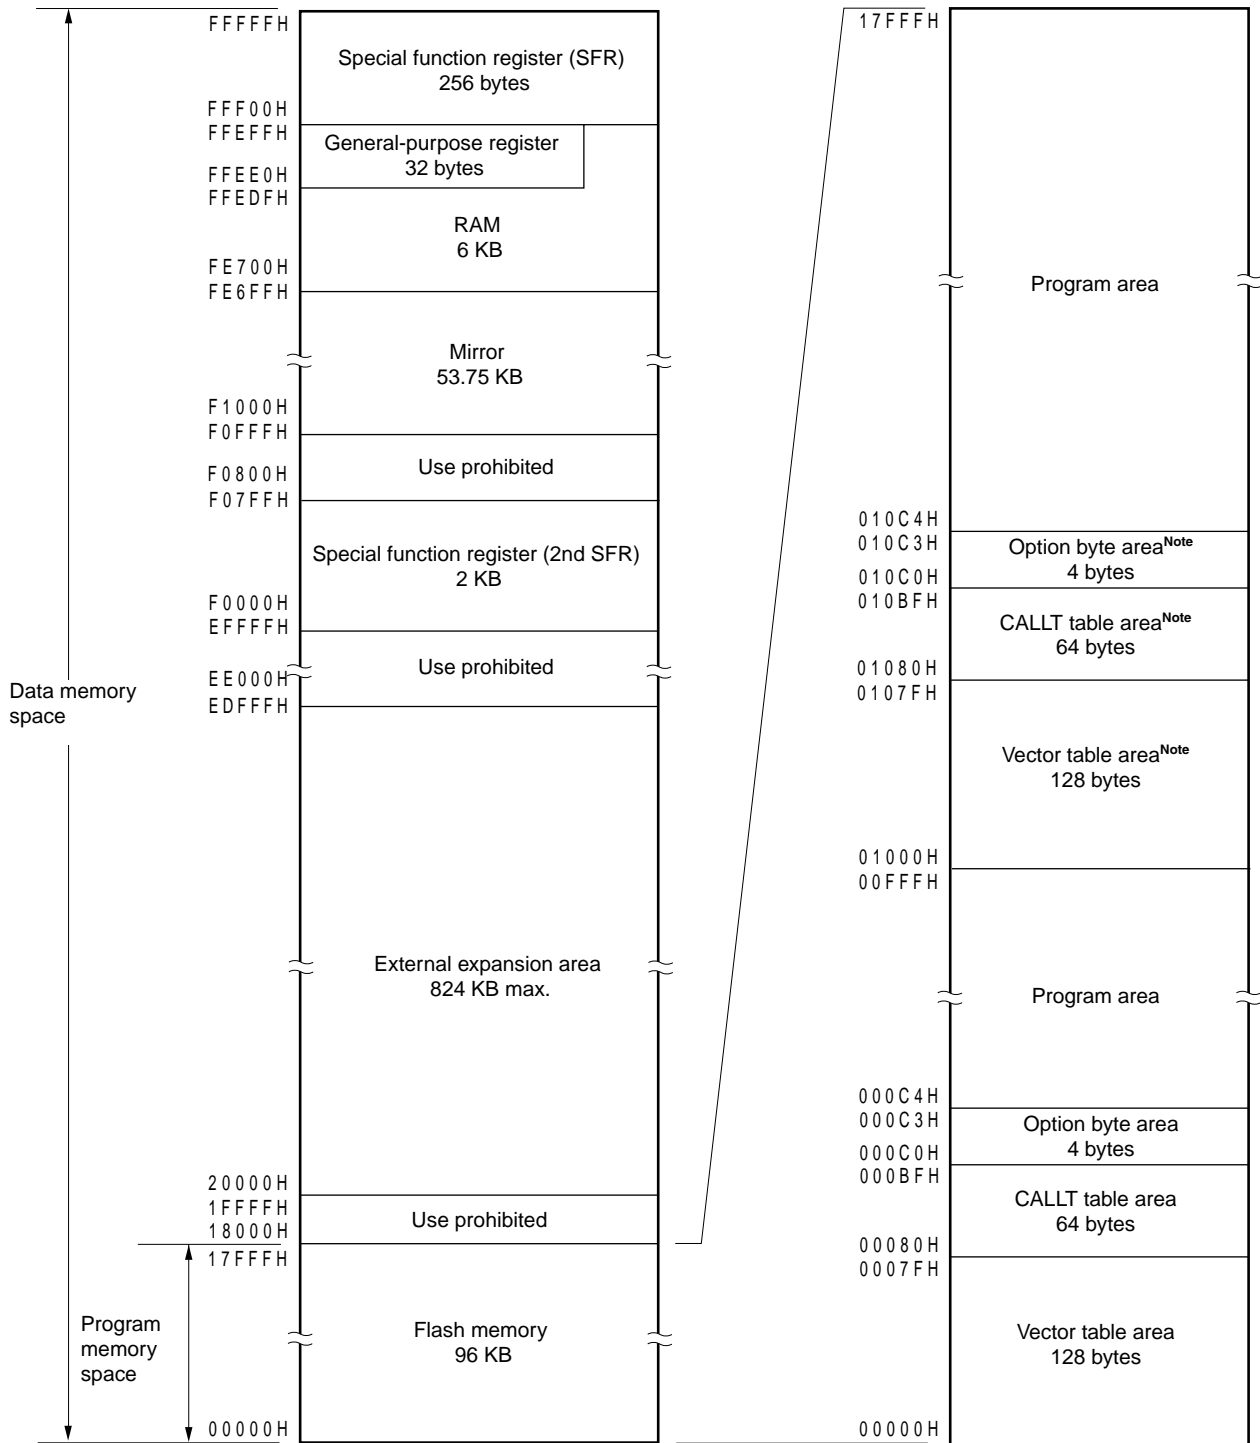 FFFFFH
Special function register (SFR)
256 bytes
FFF00H
FFEFFH
General-purpose register
32 bytes
FFEE0H
FFEDFH
RAM
6 KB
FE700H
FE6FFH
Mirror
53.75 KB
F1000H
F0FFFH
Use prohibited
F0800H
F07FFH
Special function register (2nd SFR)
2 KB
F0000H
EFFFFH
Use prohibited
EE000H
EDFFFH
Data memory
space
External expansion area
824 KB max.
20000H
1FFFFH
Use prohibited
18000H
17FFFH
Program
memory
space
Flash memory
96 KB
00000H
17FFFH
Program area
010C4H
010C3H
Option byte area Note
4 bytes
010C0H
010BFH
CALLT table area Note
64 bytes
01080H
0107FH
Vector table area Note
128 bytes
01000H
00FFFH
Program area
000C4H
000C3H
Option byte area
4 bytes
000C0H
000BFH
CALLT table area
64 bytes
00080H
0007FH
Vector table area
128 bytes
00000H